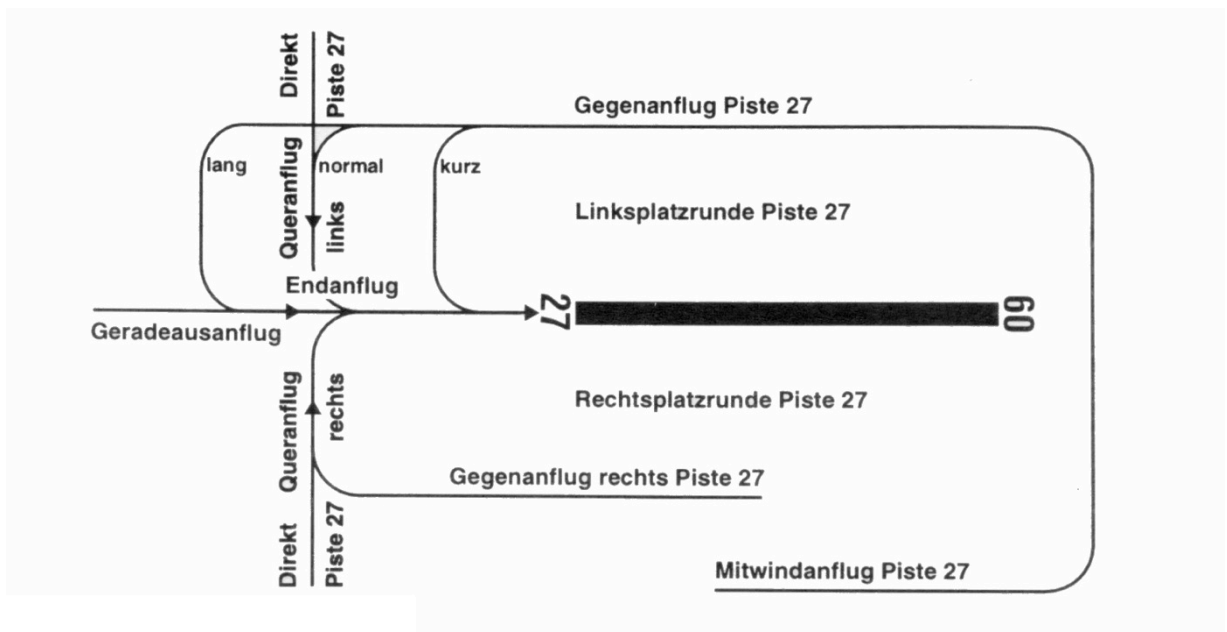 Direkt
Piste 27
Gegenanflug Piste 27
Queranflug
links
lang
normal
kurz
Linksplatzrunde Piste 27
Endanflug
27
09
Geradeausanflug
Queranflug
rechts
Rechtsplatzrunde Piste 27
Gegenanflug rechts Piste 27
Direkt
Piste 27
Mitwindanflug Piste 27